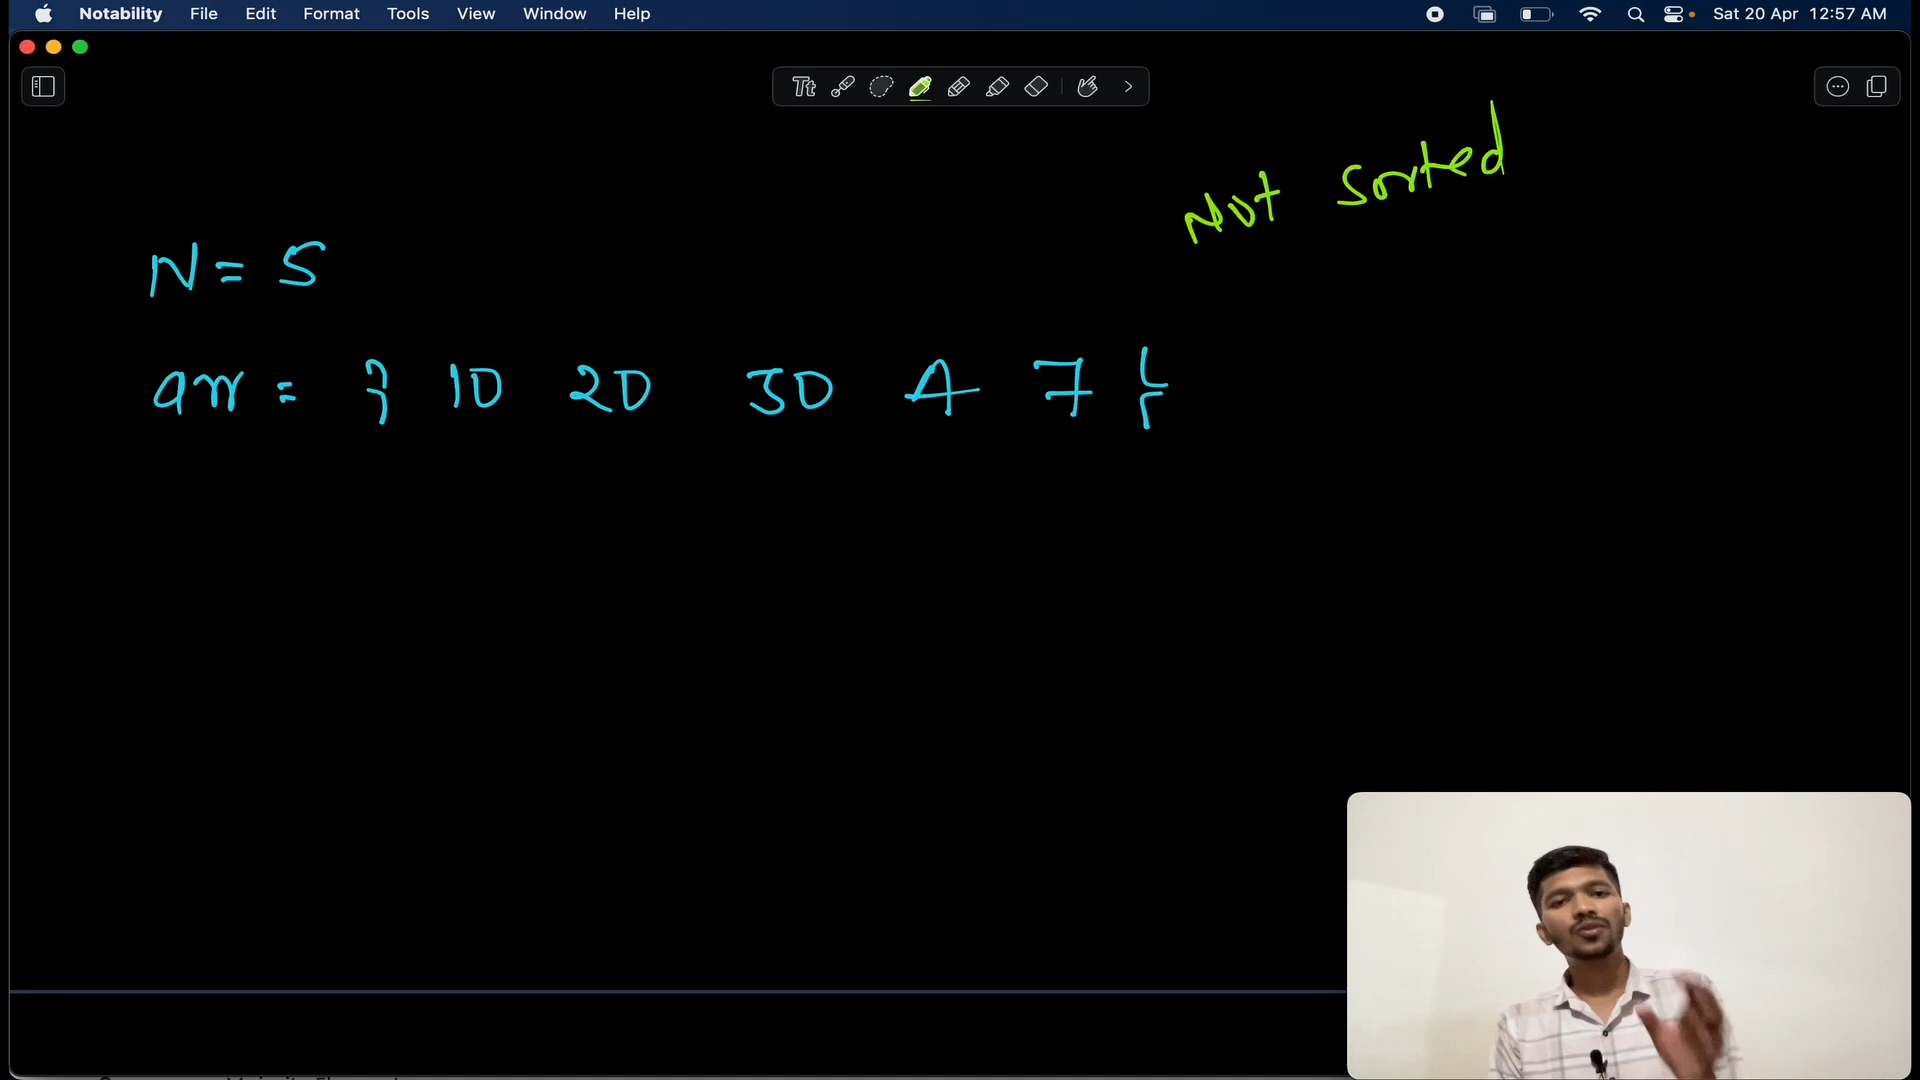 Notability File Edit Format Tools View Window Help Sat 20 Apr 12:57 AM
Tt
Not Sorted
N = 5
arr = { 10 20 30 4 7 }